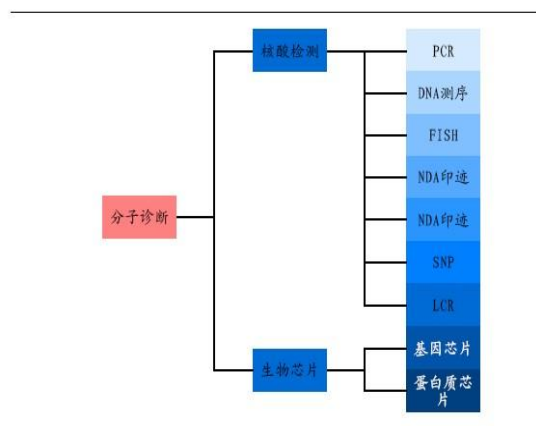 核酸检测
PCR
DNA测序
FISH
NDA印迹
分子诊断
NDA印迹
SNP
LCR
基因芯片
生物芯片
蛋白质芯
片